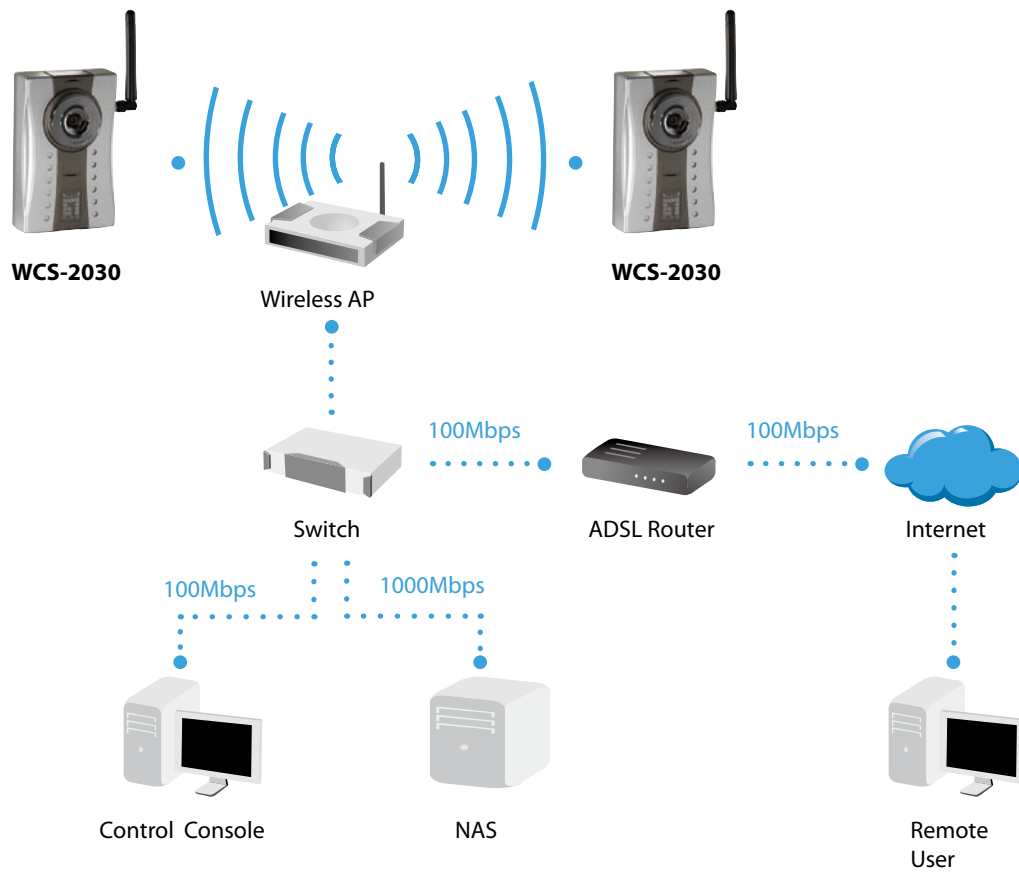 WCS-2030
WCS-2030
Wireless AP
100Mbps
100Mbps
Switch
ADSL Router
Internet
100Mbps
1000Mbps
Control Console
NAS
Remote
User